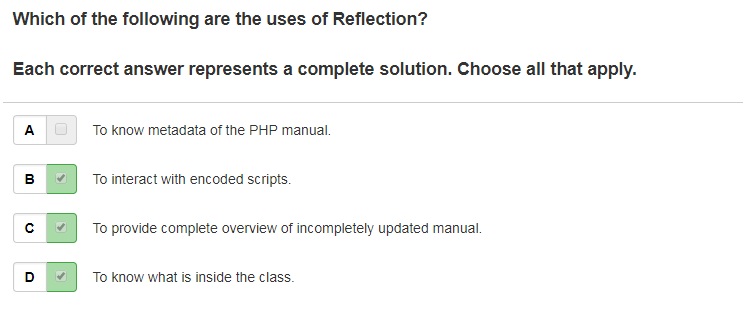 Which of the following are the uses of Reflection?
Each correct answer represents a complete solution. Choose all that apply.
A To know metadata of the PHP manual.
B To interact with encoded scripts.
C To provide complete overview of incompletely updated manual.
D To know what is inside the class.